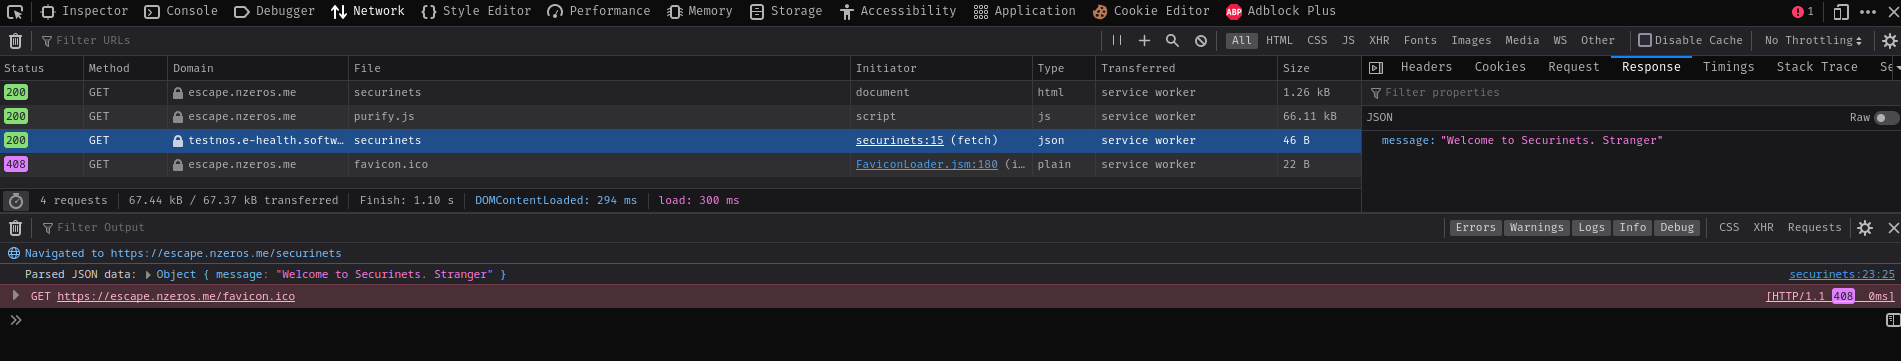 Inspector Console Debugger Network Style Editor Performance Memory Storage Accessibility Application Cookie Editor ABP Adblock Plus 1
Filter URLs All HTML CSS JS XHR Fonts Images Media WS Other Disable Cache No Throttling
Status Method Domain File Initiator Type Transferred Size
Headers Cookies Request Response Timings Stack Trace Se
200 GET escape.nzeros.me securinets document html service worker 1.26 kB
Filter properties
200 GET escape.nzeros.me purify.js script js service worker 66.11 kB
JSON Raw
200 GET testnos.e-health.softw… securinets securinets:15 (fetch) json service worker 46 B
message: "Welcome to Securinets. Stranger"
408 GET escape.nzeros.me favicon.ico FaviconLoader.jsm:180 (i… plain service worker 22 B
4 requests 67.44 kB / 67.37 kB transferred Finish: 1.10 s DOMContentLoaded: 294 ms load: 300 ms
Filter Output Errors Warnings Logs Info Debug CSS XHR Requests
Navigated to https://escape.nzeros.me/securinets
Parsed JSON data: Object { message: "Welcome to Securinets. Stranger" } securinets:23:25
GET https://escape.nzeros.me/favicon.ico [HTTP/1.1 408 0ms]